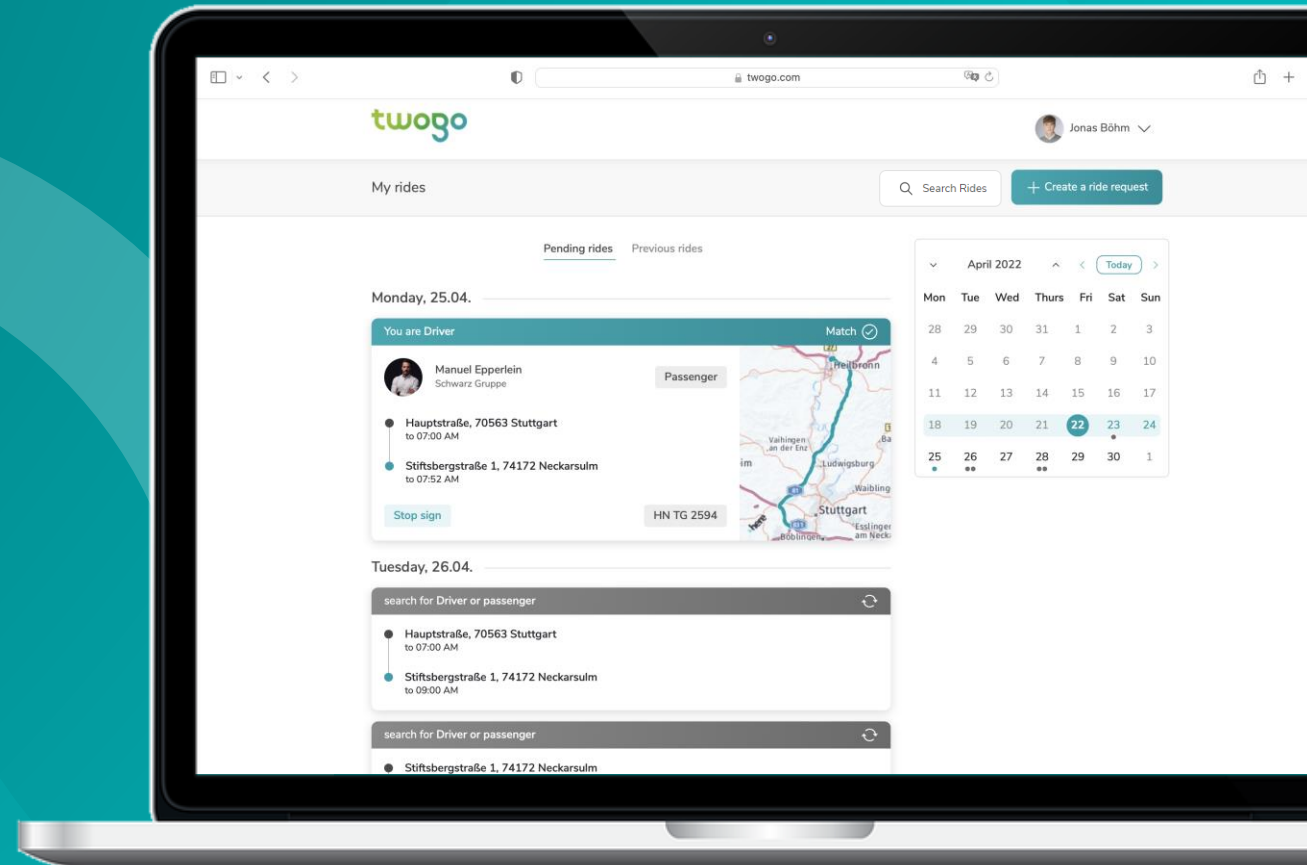 twogo.com
twogo
Jonas Böhm
My rides
Search Rides
+ Create a ride request
Pending rides Previous rides
Monday, 25.04.
You are Driver
Match
Manuel Epperlein
Schwarz Gruppe
Passenger
Hauptstraße, 70563 Stuttgart
to 07:00 AM
Stiftsbergstraße 1, 74172 Neckarsulm
to 07:52 AM
Stop sign
HN TG 2594
Heilbronn
Vaihingen
an der Enz
Ba
im
Ludwigsburg
81
Waibling
Stuttgart
here
831
Esslingen
am Necka
Böblingen
Tuesday, 26.04.
search for Driver or passenger
Hauptstraße, 70563 Stuttgart
to 07:00 AM
Stiftsbergstraße 1, 74172 Neckarsulm
to 09:00 AM
search for Driver or passenger
Stiftsbergstraße 1, 74172 Neckarsulm
April 2022
Today
Mon Tue Wed Thurs Fri Sat Sun
28 29 30 31 1 2 3
4 5 6 7 8 9 10
11 12 13 14 15 16 17
18 19 20 21 22 23 24
25 26 27 28 29 30 1